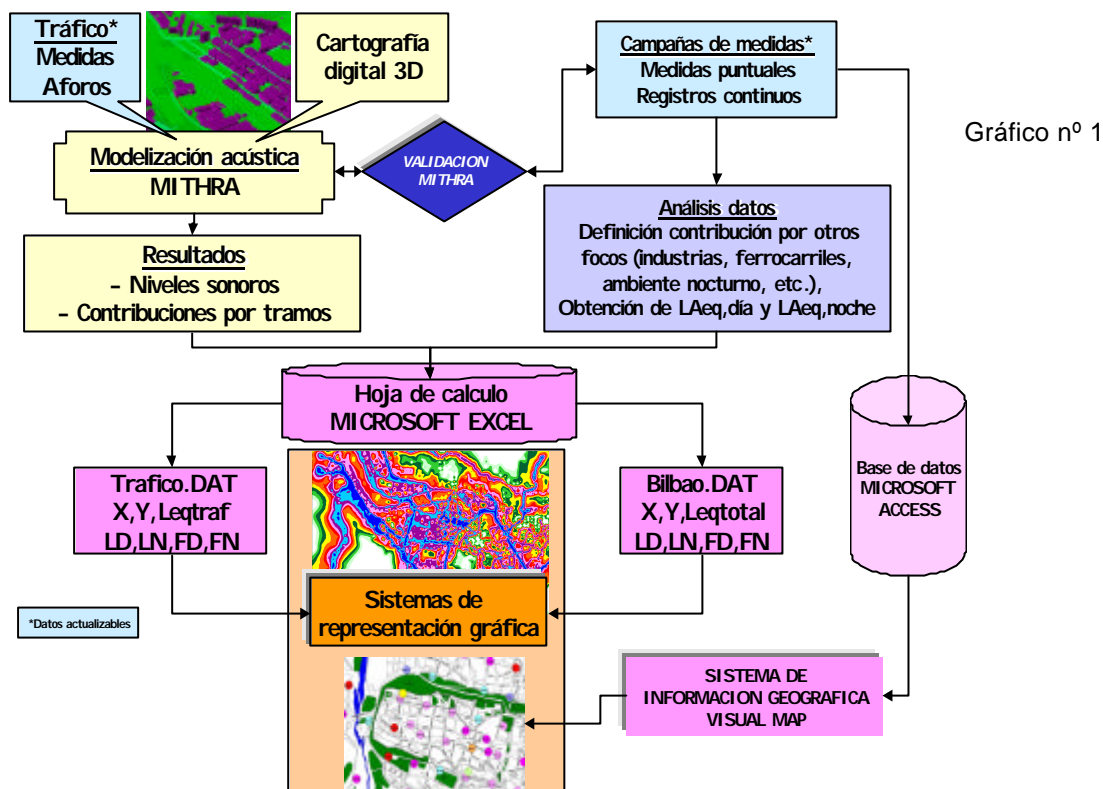 Tráfico*
Medidas
Aforos
Cartografía
digital 3D
Campañas de medidas*
Medidas puntuales
Registros continuos
Gráfico nº 1
Modelización acústica
MITHRA
VALIDACION
MITHRA
Resultados
– Niveles sonoros
– Contribuciones por tramos
Análisis datos
Definición contribución por otros
focos (industrias, ferrocarriles,
ambiente nocturno, etc.),
Obtención de LAeq,día y LAeq,noche
Hoja de calculo
MICROSOFT EXCEL
Trafico.DAT
X,Y,Leqtraf
LD,LN,FD,FN
Bilbao.DAT
X,Y,Leqtotal
LD,LN,FD,FN
Base de datos
MICROSOFT
ACCESS
Sistemas de
representación gráfica
*Datos actualizables
SISTEMA DE
INFORMACION GEOGRAFICA
VISUAL MAP